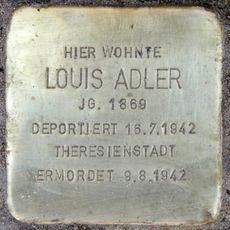 HIER WOHNTE
LOUIS ADLER
JG. 1869
DEPORTIERT 16.7.1942
THERESIENSTADT
ERMORDET 9.8.1942